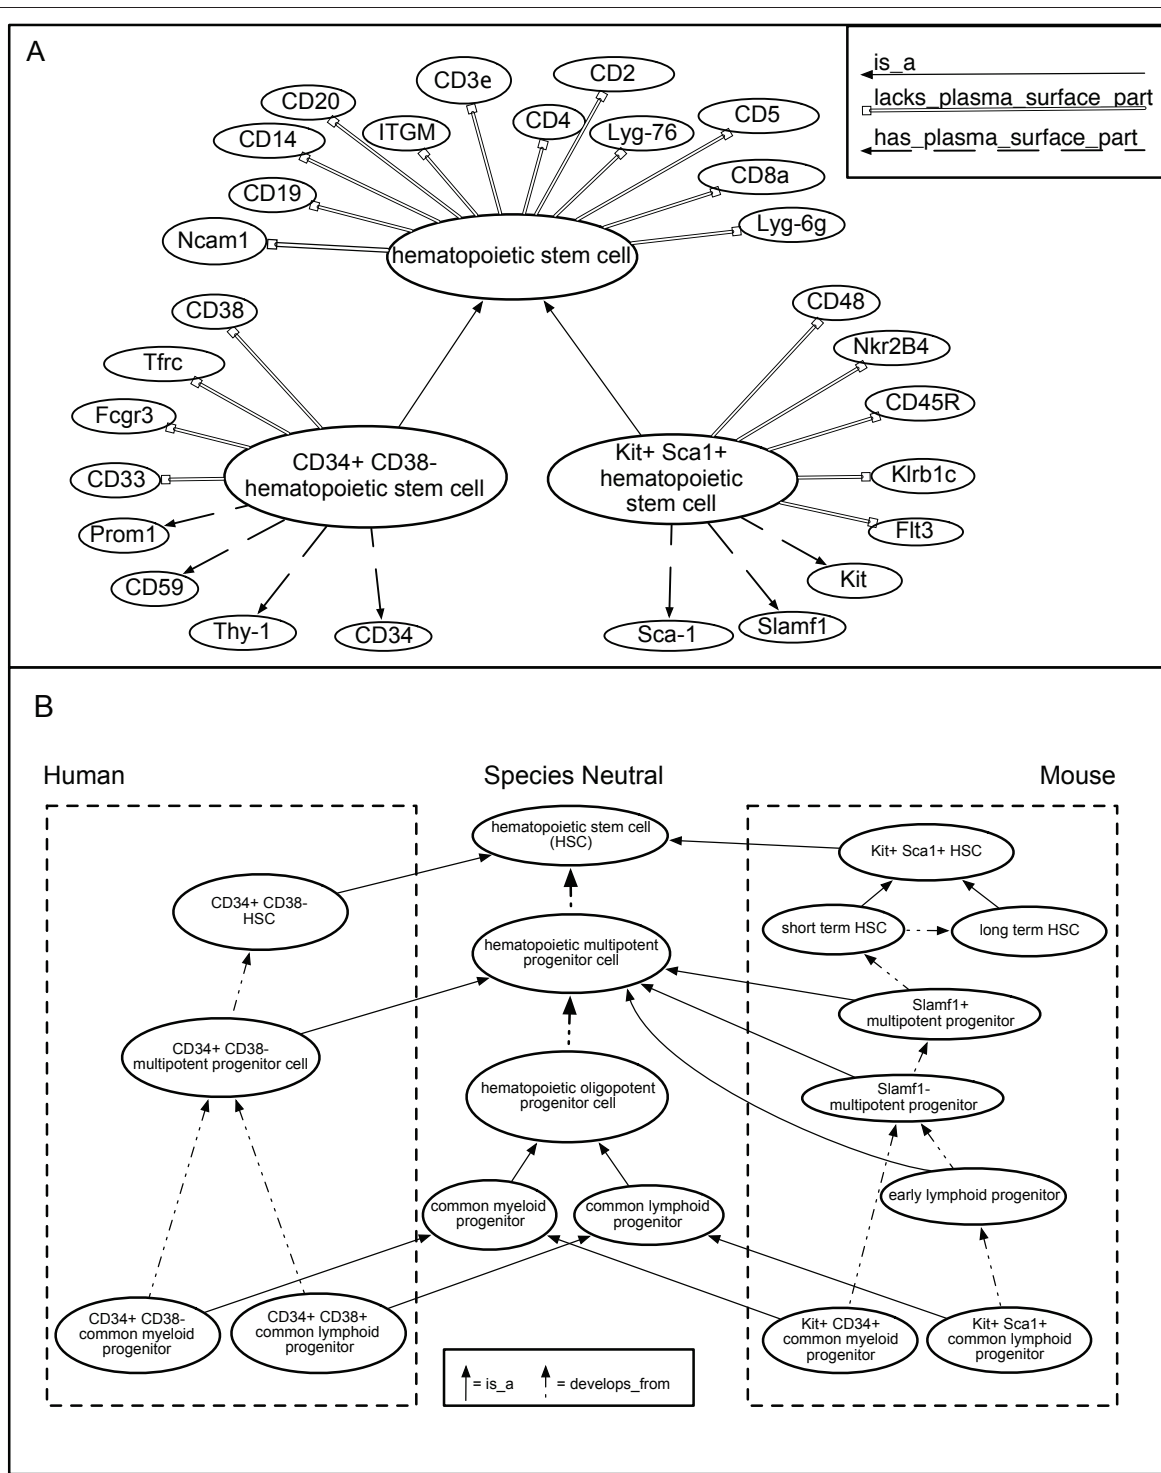 A
is_a
lacks_plasma_surface_part
has_plasma_surface_part
CD3e
CD2
CD20
ITGM
CD4
Lyg-76
CD5
CD14
CD19
CD8a
Ncam1
Lyg-6g
hematopoietic stem cell
CD38
Tfrc
Fcgr3
CD33
Prom1
CD59
Thy-1
CD34
CD34+ CD38-
hematopoietic stem cell
CD48
Nkr2B4
CD45R
Klrb1c
Flt3
Kit
Slamf1
Sca-1
Kit+ Sca1+
hematopoietic
stem cell
B
Human
Species Neutral
Mouse
hematopoietic stem cell
(HSC)
Kit+ Sca1+ HSC
CD34+ CD38-
HSC
short term HSC
long term HSC
hematopoietic multipotent
progenitor cell
Slamf1+
multipotent progenitor
CD34+ CD38-
multipotent progenitor cell
hematopoietic oligopotent
progenitor cell
Slamf1-
multipotent progenitor
early lymphoid progenitor
common myeloid
progenitor
common lymphoid
progenitor
CD34+ CD38-
common myeloid
progenitor
CD34+ CD38+
common lymphoid
progenitor
Kit+ CD34+
common myeloid
progenitor
Kit+ Sca1+
common lymphoid
progenitor
= is_a
= develops_from